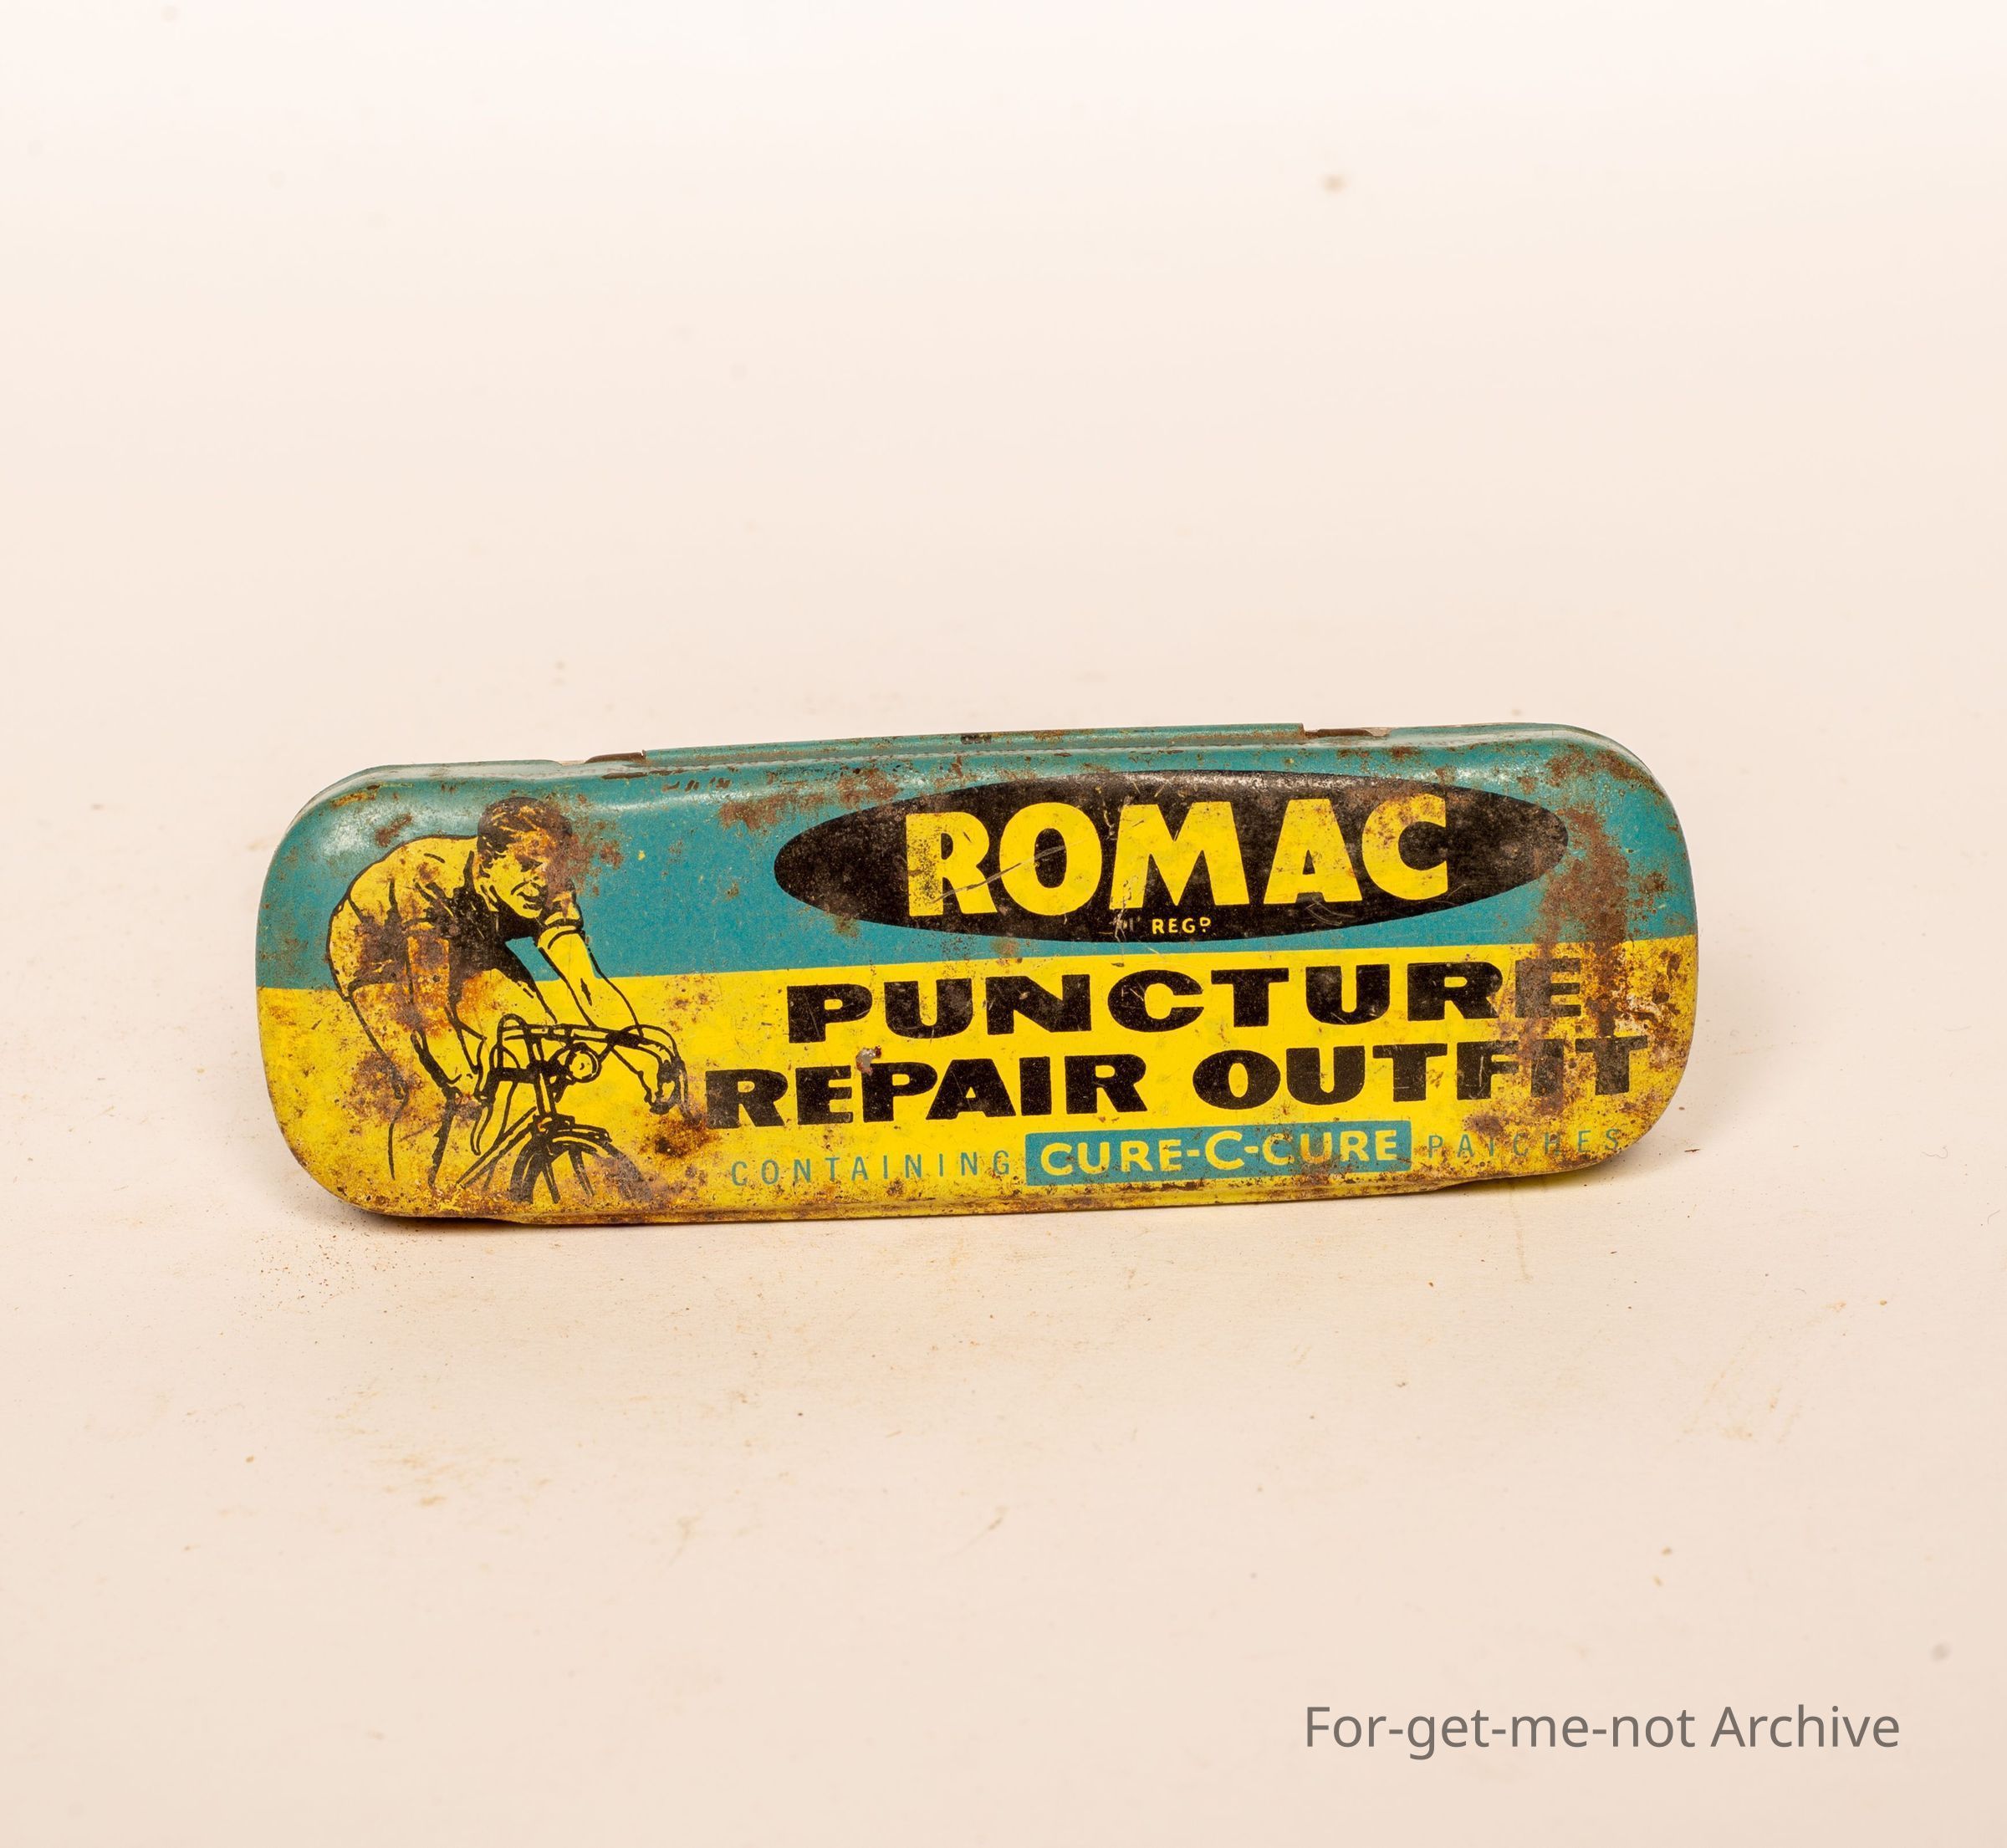 ROMAC
REGD
PUNCTURE
REPAIR OUTFIT
CONTAINING CURE-C-CURE PATCHES
For-get-me-not Archive